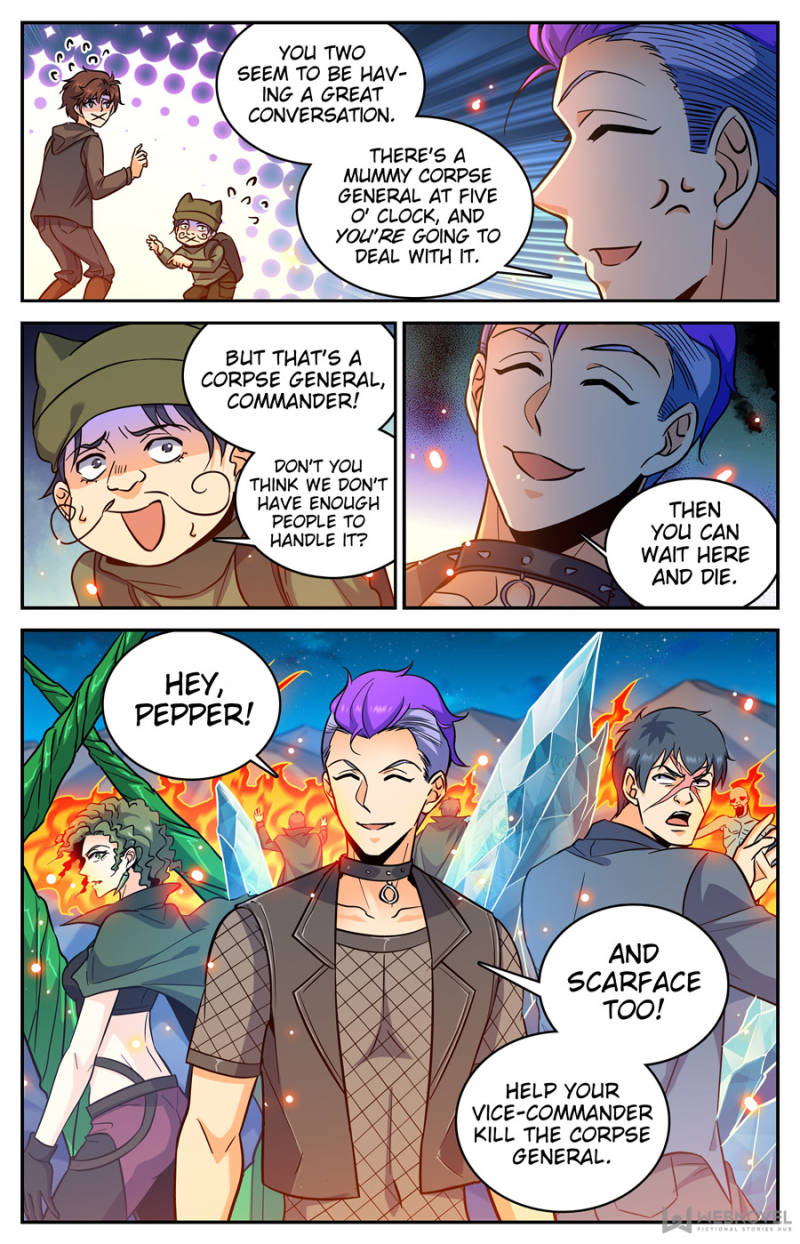 YOU TWO
SEEM TO BE HAV-
ING A GREAT
CONVERSATION.
THERE'S A
MUMMY CORPSE
GENERAL AT FIVE
O' CLOCK, AND
YOU'RE GOING TO
DEAL WITH IT.
BUT THAT'S A
CORPSE GENERAL,
COMMANDER!
DON'T YOU
THINK WE DON'T
HAVE ENOUGH
PEOPLE TO
HANDLE IT?
THEN
YOU CAN
WAIT HERE
AND DIE.
HEY,
PEPPER!
AND
SCARFACE
TOO!
HELP YOUR
VICE-COMMANDER
KILL THE CORPSE
GENERAL.
WEBNOVEL
FICTIONAL STORIES HUB